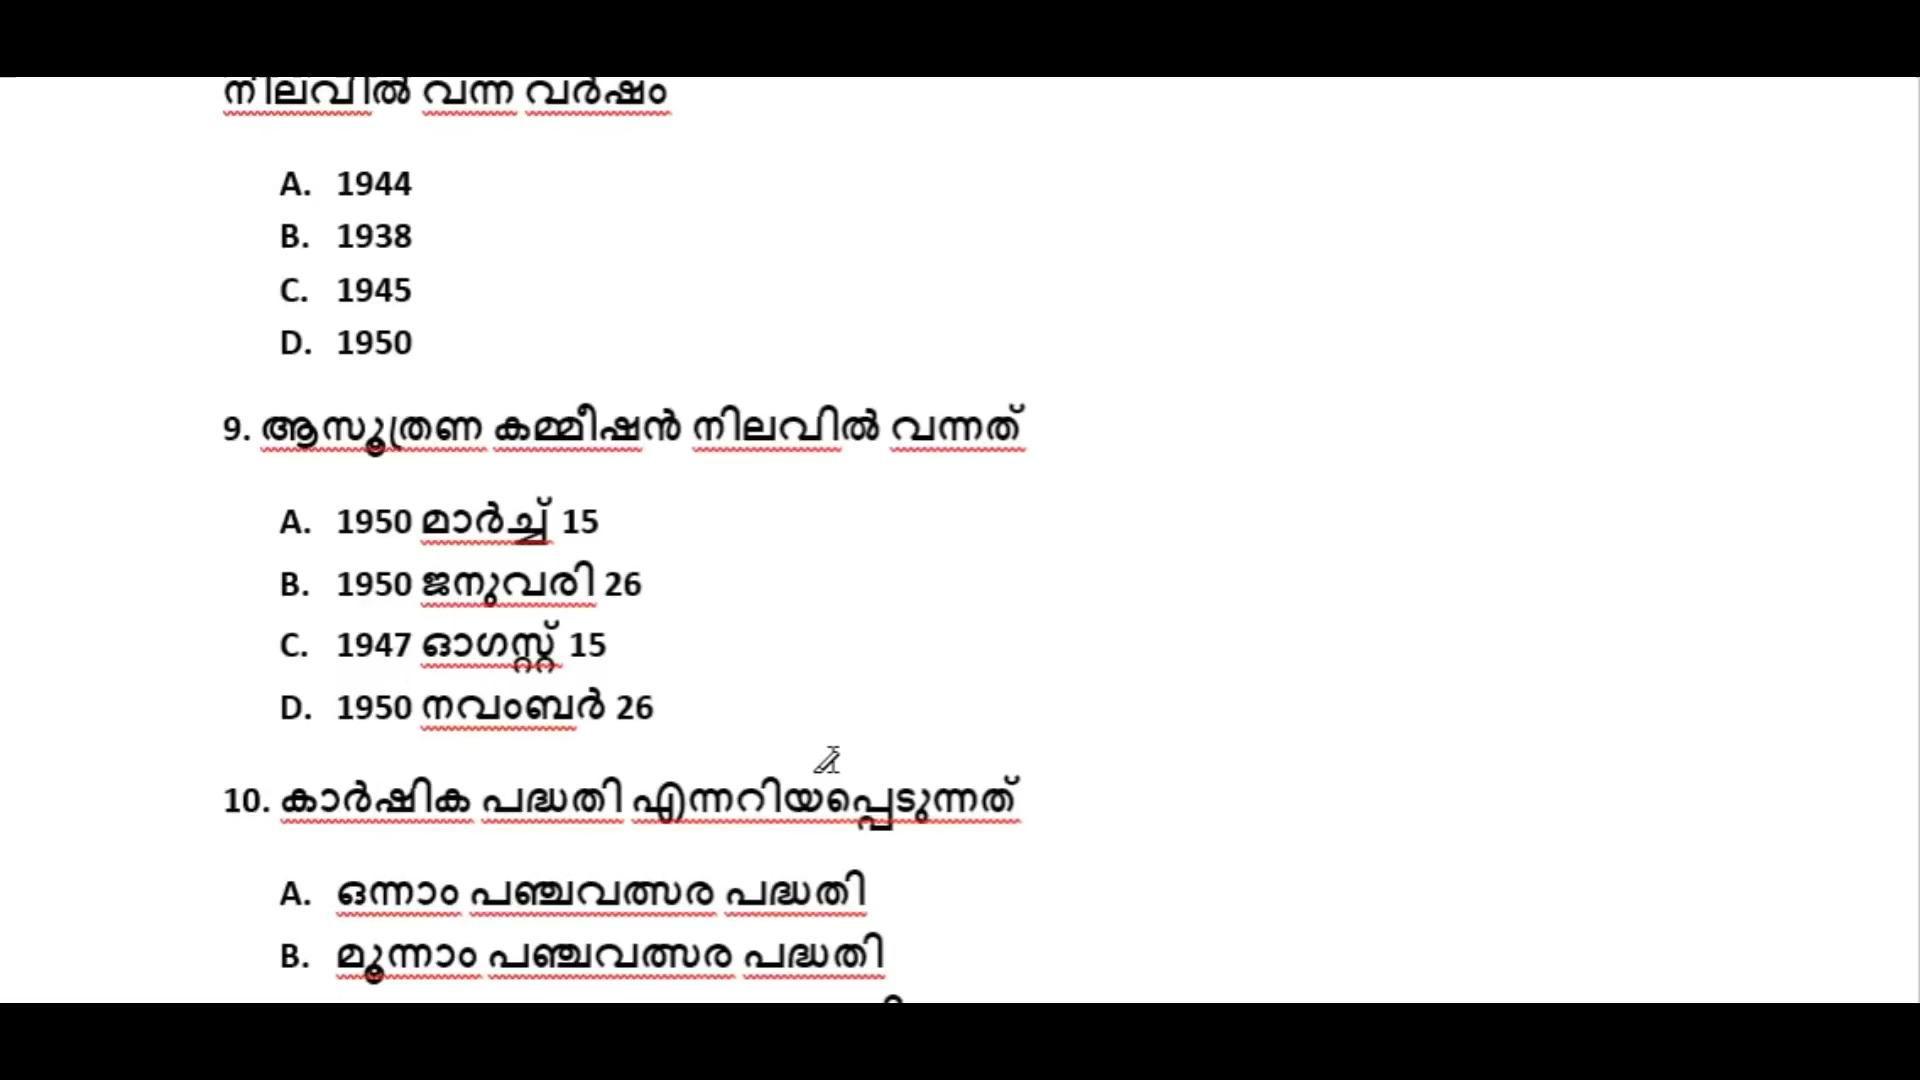 നിലവിൽ വന്ന വർഷം
A. 1944
B. 1938
C. 1945
D. 1950
9. ആസൂത്രണ കമ്മീഷൻ നിലവിൽ വന്നത്
A. 1950 മാർച്ച് 15
B. 1950 ജനുവരി 26
C. 1947 ഓഗസ്റ്റ് 15
D. 1950 നവംബർ 26
10. കാർഷിക പദ്ധതി എന്നറിയപ്പെടുന്നത്
A. ഒന്നാം പഞ്ചവത്സര പദ്ധതി
B. മൂന്നാം പഞ്ചവത്സര പദ്ധതി